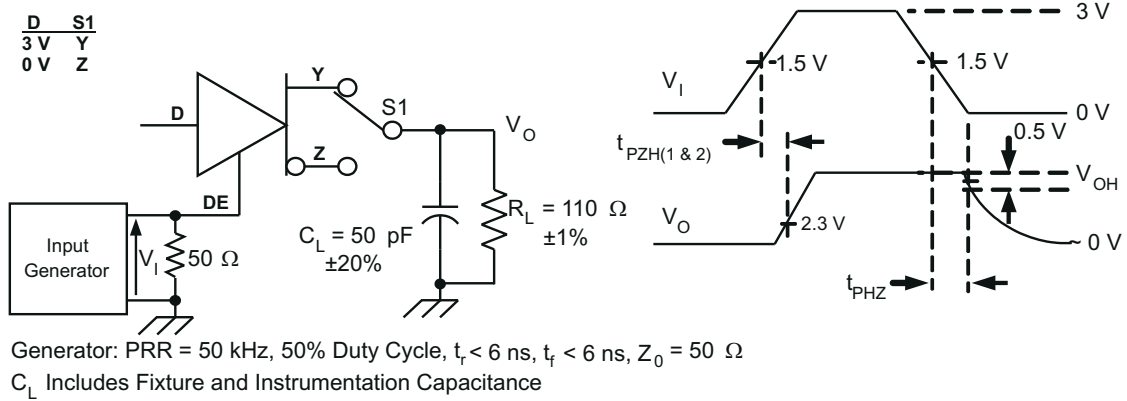 D S1
3 V Y
0 V Z
D
Y
S1
Z
DE
Input
Generator
V_I
50 Ω
C_L = 50 pF
±20%
R_L = 110 Ω
±1%
V_O
V_I
1.5 V
1.5 V
3 V
0 V
t_PZH(1 & 2)
0.5 V
V_OH
V_O
2.3 V
~ 0 V
t_PHZ
Generator: PRR = 50 kHz, 50% Duty Cycle, t_r < 6 ns, t_f < 6 ns, Z_0 = 50 Ω
C_L Includes Fixture and Instrumentation Capacitance